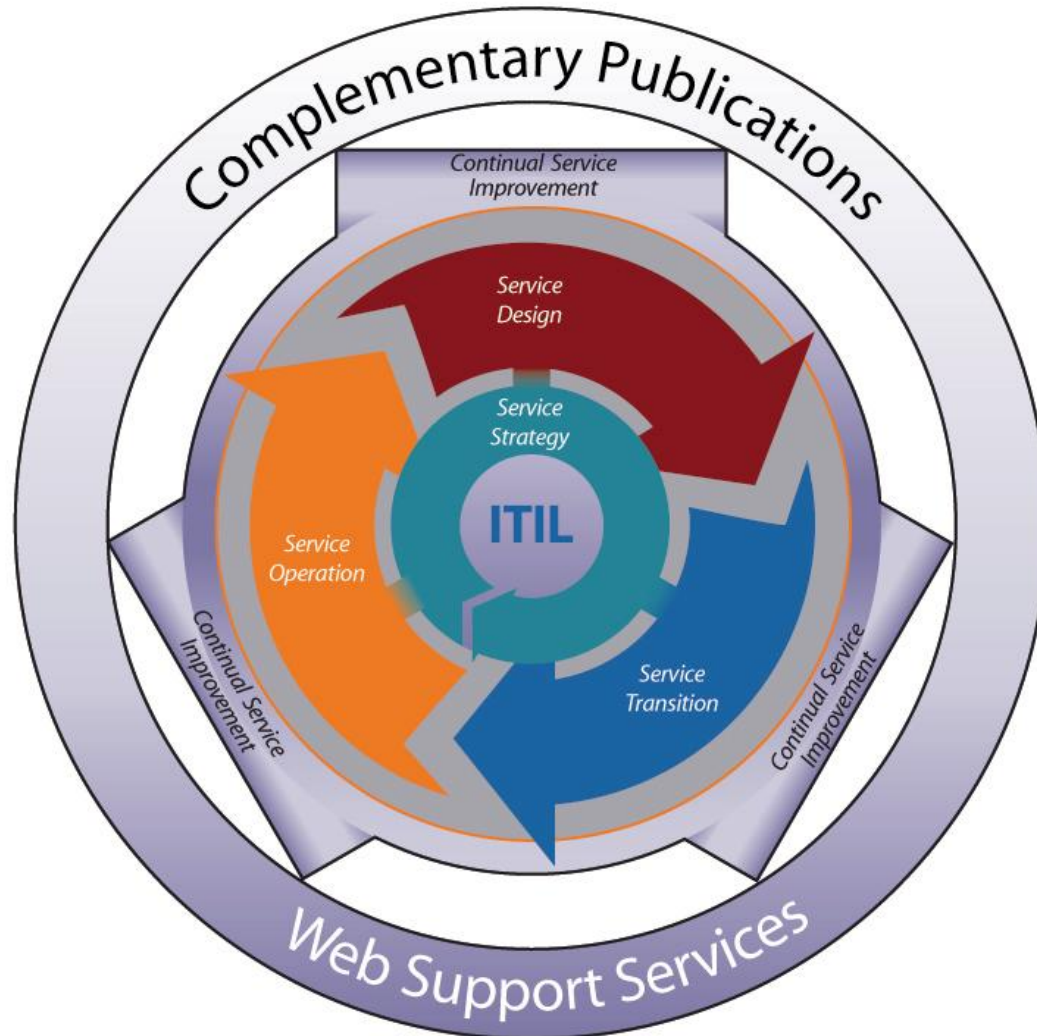 Complementary Publications
Continual Service
Improvement
Service
Design
Service
Strategy
ITIL
Service
Operation
Service
Transition
Continual Service
Improvement
Continual Service
Improvement
Web Support Services